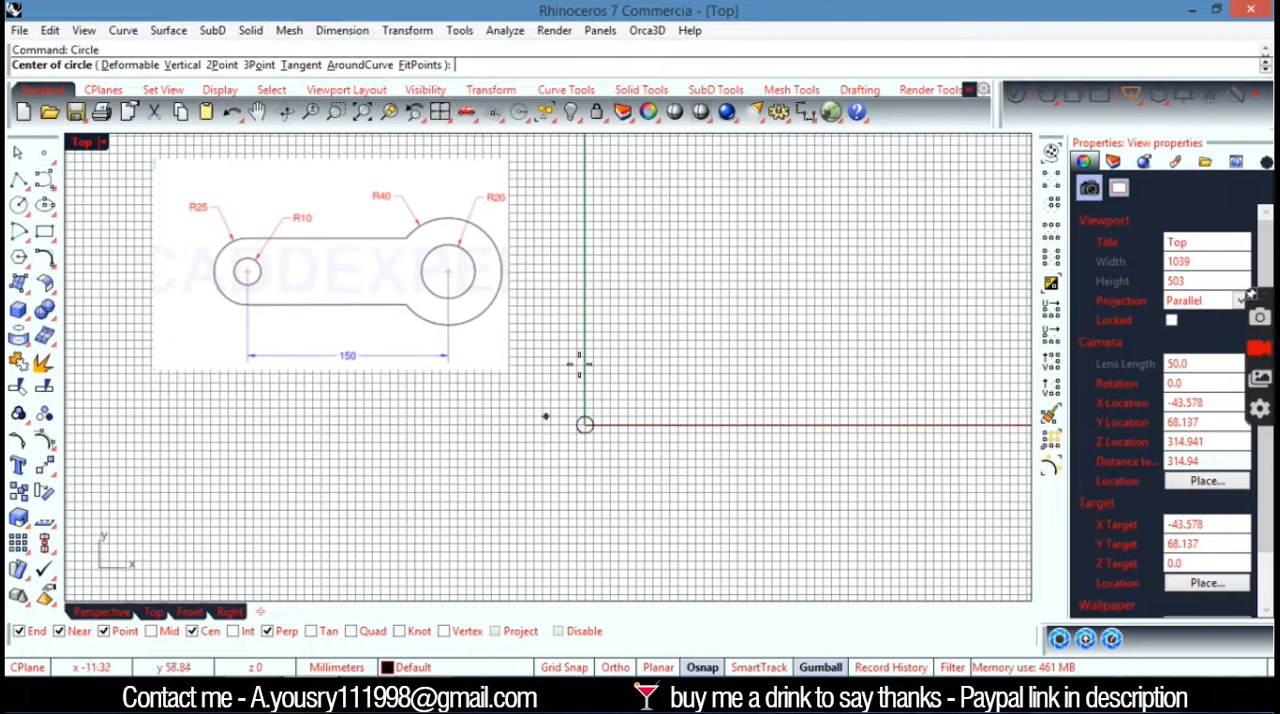 Rhinoceros 7 Commercia - [Top]
File Edit View Curve Surface SubD Solid Mesh Dimension Transform Tools Analyze Render Panels Orca3D Help
Command: Circle
Center of circle ( Deformable Vertical 2Point 3Point Tangent AroundCurve FitPoints ):
Standard CPlanes Set View Display Select Viewport Layout Visibility Transform Curve Tools Solid Tools SubD Tools Mesh Tools Drafting Render Tools
Top
Properties: View properties
R25
R10
R40
R20
CADDEXPE
150
y
x
Viewport
Title Top
Width 1039
Height 503
Projection Parallel
Locked
Camera
Lens Length 50.0
Rotation 0.0
X Location -43.578
Y Location 68.137
Z Location 314.941
Distance to... 314.94
Location Place...
Target
X Target -43.578
Y Target 68.137
Z Target 0.0
Location Place...
Wallpaper
Perspective Top Front Right
End Near Point Mid Cen Int Perp Tan Quad Knot Vertex Project Disable
CPlane x -11.32 y 58.84 z 0 Millimeters Default Grid Snap Ortho Planar Osnap SmartTrack Gumball Record History Filter Memory use: 461 MB
Contact me - A.yousry111998@gmail.com buy me a drink to say thanks - Paypal link in description